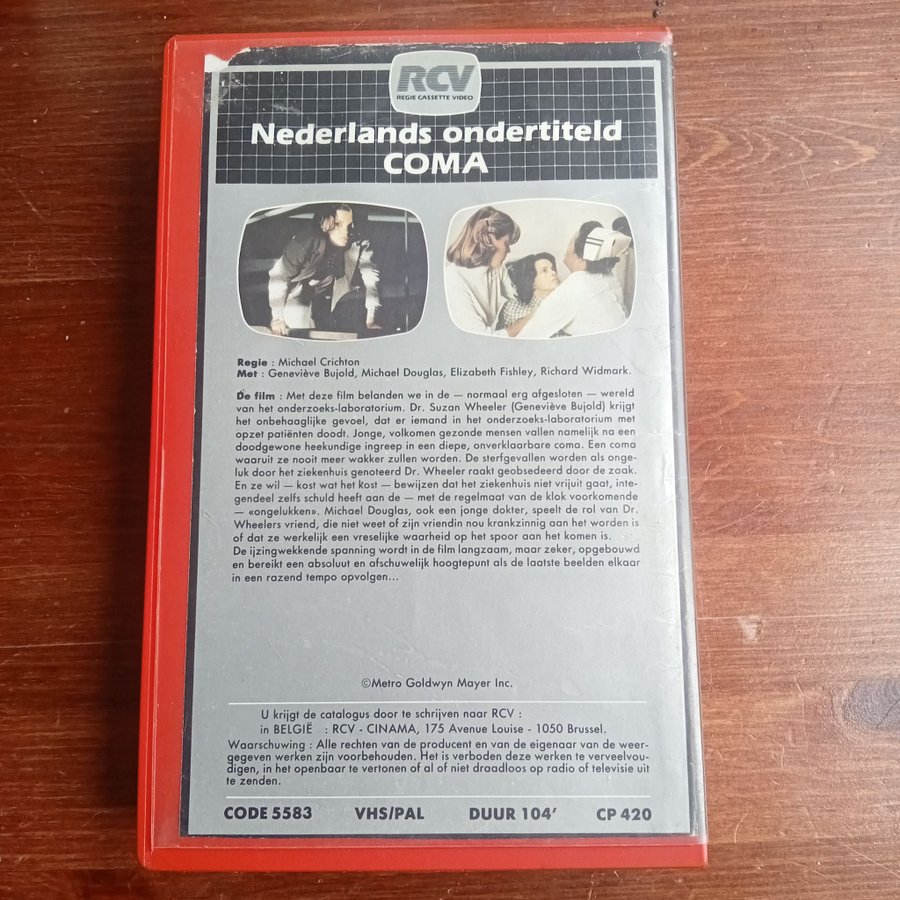 RCV
REGIE CASSETTE VIDEO
Nederlands ondertiteld
COMA
Regie : Michael Crichton
Met : Geneviève Bujold, Michael Douglas, Elizabeth Fishley, Richard Widmark.
De film : Met deze film belanden we in de — normaal erg afgesloten — wereld
van het onderzoeks-laboratorium. Dr. Suzan Wheeler (Geneviève Bujold) krijgt
het onbehaaglijke gevoel, dat er iemand in het onderzoeks-laboratorium met
opzet patiënten doodt. Jonge, volkomen gezonde mensen vallen namelijk na een
doodgewone heekundige ingreep in een diepe, onverklaarbare coma. Een coma
waaruit ze nooit meer wakker zullen worden. De sterfgevallen worden als onge-
luk door het ziekenhuis genoteerd Dr. Wheeler raakt geobsedeerd door de zaak.
En ze wil — kost wat het kost — bewijzen dat het ziekenhuis niet vrijuit gaat, inte-
gendeel zelfs schuld heeft aan de — met de regelmaat van de klok voorkomende
— «ongelukken». Michael Douglas, ook een jonge dokter, speelt de rol van Dr.
Wheelers vriend, die niet weet of zijn vriendin nou krankzinnig aan het worden is
of dat ze werkelijk een vreselijke waarheid op het spoor aan het komen is.
De ijzingwekkende spanning wordt in de film langzaam, maar zeker, opgebouwd
en bereikt een absoluut en afschuwelijk hoogtepunt als de laatste beelden elkaar
in een razend tempo opvolgen...
©Metro Goldwyn Mayer Inc.
U krijgt de catalogus door te schrijven naar RCV :
in BELGIË : RCV - CINAMA, 175 Avenue Louise - 1050 Brussel.
Waarschuwing : Alle rechten van de producent en van de eigenaar van de weer-
gegeven werken zijn voorbehouden. Het is verboden deze werken te verveelvou-
digen, in het openbaar te vertonen of al of niet draadloos op radio of televisie uit
te zenden.
CODE 5583 VHS/PAL DUUR 104' CP 420